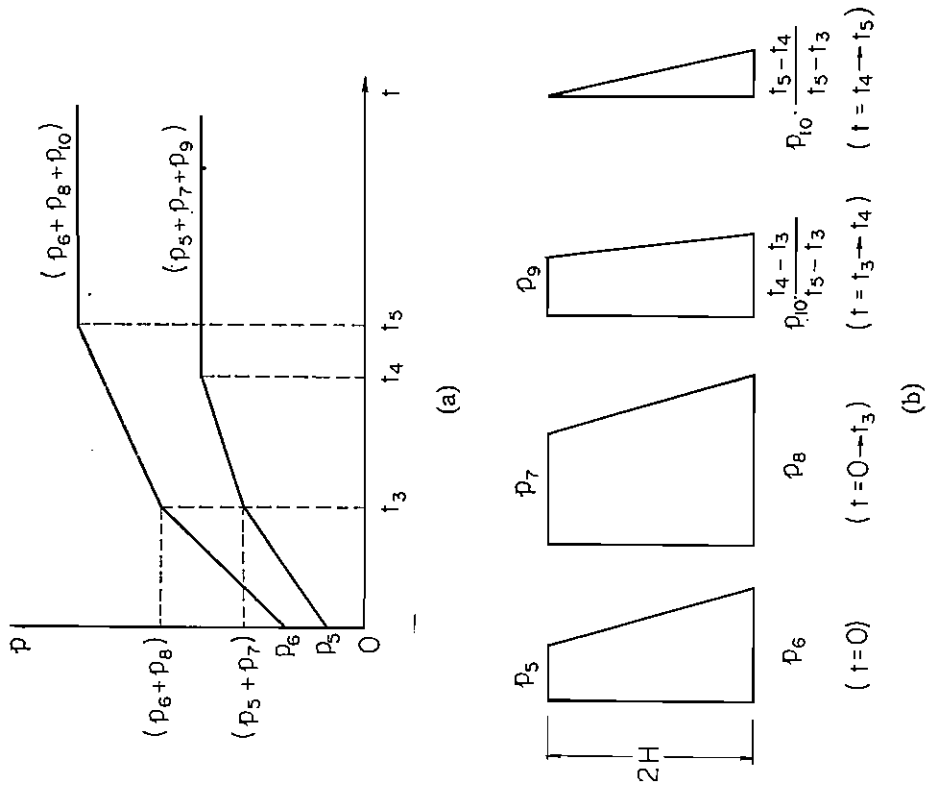 p
(p6 + p8 + p10)
(p5 + p7 + p9)
(p6 + p8)
(p5 + p7)
p6
p5
O
t3
t4
t5
t
(a)
2H
p5
p6
(t=0)
p7
p8
(t=0→t3)
p9
p10· t4 − t3 / t5 − t3
(t = t3→t4)
p10· t5 − t4 / t5 − t3
(t = t4→t5)
(b)